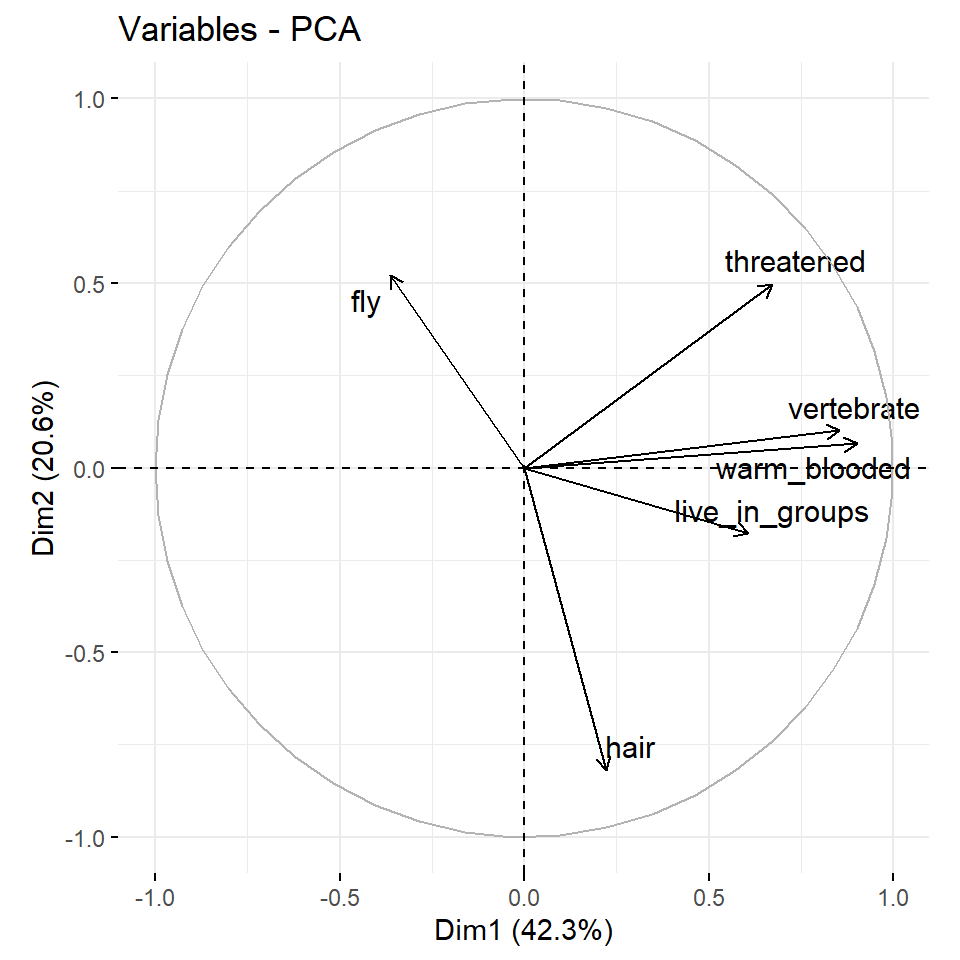 Variables - PCA
1.0
0.5
0.0
-0.5
-1.0
Dim2 (20.6%)
threatened
fly
vertebrate
warm_blooded
live_in_groups
hair
-1.0
-0.5
0.0
0.5
1.0
Dim1 (42.3%)